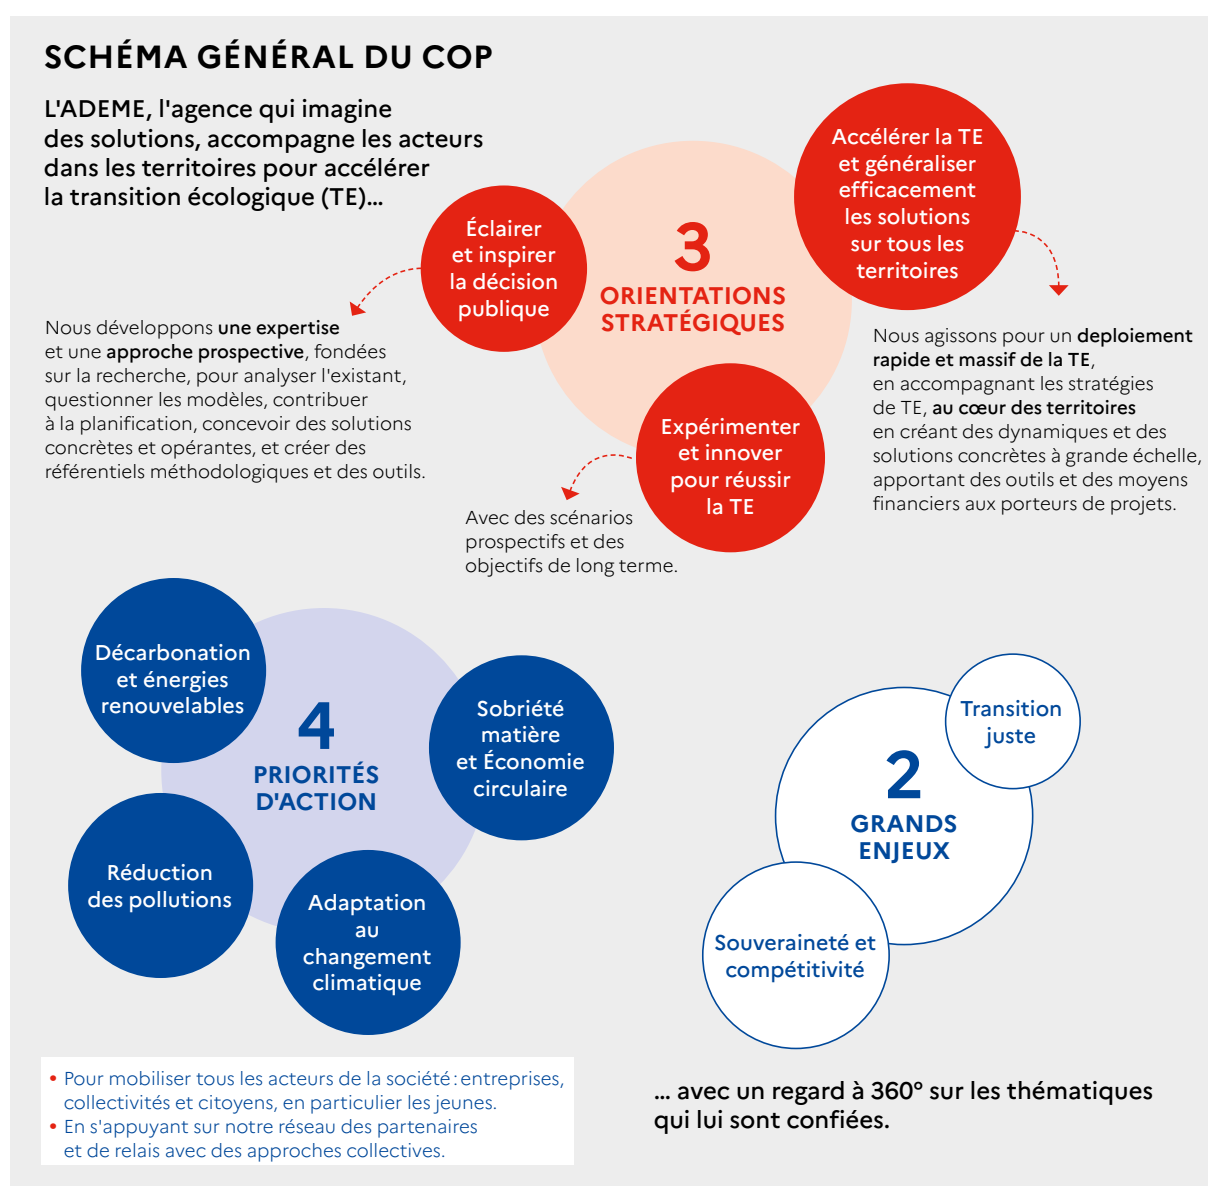 SCHÉMA GÉNÉRAL DU COP
L'ADEME, l'agence qui imagine
des solutions, accompagne les acteurs
dans les territoires pour accélérer
la transition écologique (TE)...
3
ORIENTATIONS
STRATÉGIQUES
Éclairer
et inspirer
la décision
publique
Nous développons une expertise
et une approche prospective, fondées
sur la recherche, pour analyser l'existant,
questionner les modèles, contribuer
à la planification, concevoir des solutions
concrètes et opérantes, et créer des
référentiels méthodologiques et des outils.
Expérimenter
et innover
pour réussir
la TE
Avec des scénarios
prospectifs et des
objectifs de long terme.
Accélérer la TE
et généraliser
efficacement
les solutions
sur tous les
territoires
Nous agissons pour un deploiement
rapide et massif de la TE,
en accompagnant les stratégies
de TE, au cœur des territoires
en créant des dynamiques et des
solutions concrètes à grande échelle,
apportant des outils et des moyens
financiers aux porteurs de projets.
4
PRIORITÉS
D'ACTION
Décarbonation
et énergies
renouvelables
Sobriété
matière
et Économie
circulaire
Réduction
des pollutions
Adaptation
au
changement
climatique
2
GRANDS
ENJEUX
Transition
juste
Souveraineté et
compétitivité
• Pour mobiliser tous les acteurs de la société : entreprises,
collectivités et citoyens, en particulier les jeunes.
• En s'appuyant sur notre réseau des partenaires
et de relais avec des approches collectives.
... avec un regard à 360° sur les thématiques
qui lui sont confiées.